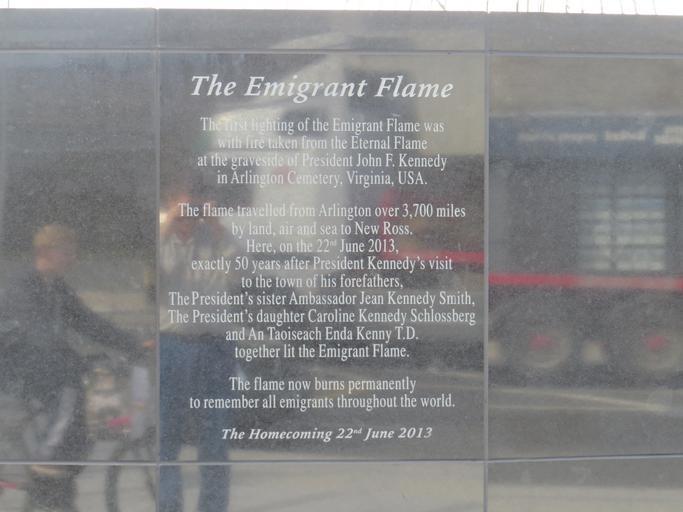 The Emigrant Flame
The first lighting of the Emigrant Flame was
with fire taken from the Eternal Flame
at the graveside of President John F. Kennedy
in Arlington Cemetery, Virginia, USA.
The flame travelled from Arlington over 3,700 miles
by land, air and sea to New Ross.
Here, on the 22nd June 2013,
exactly 50 years after President Kennedy's visit
to the town of his forefathers,
The President's sister Ambassador Jean Kennedy Smith,
The President's daughter Caroline Kennedy Schlossberg
and An Taoiseach Enda Kenny T.D.
together lit the Emigrant Flame.
The flame now burns permanently
to remember all emigrants throughout the world.
The Homecoming 22nd June 2013